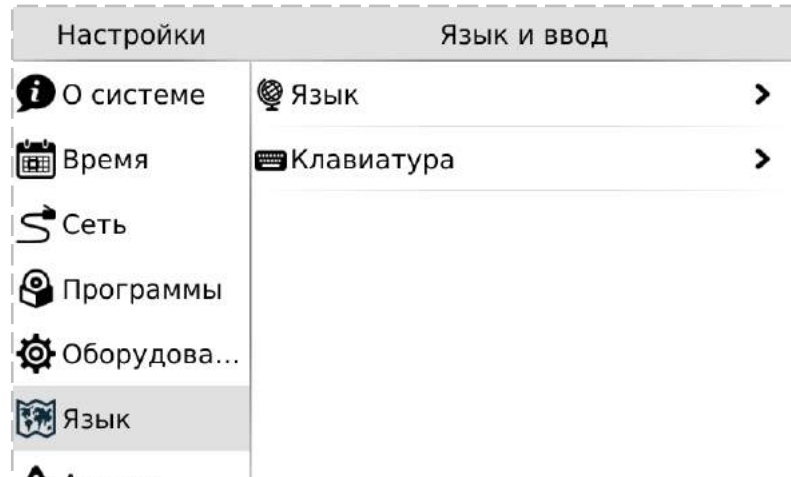 Настройки
Язык и ввод
О системе
Время
Сеть
Программы
Оборудова...
Язык
Язык
Клавиатура